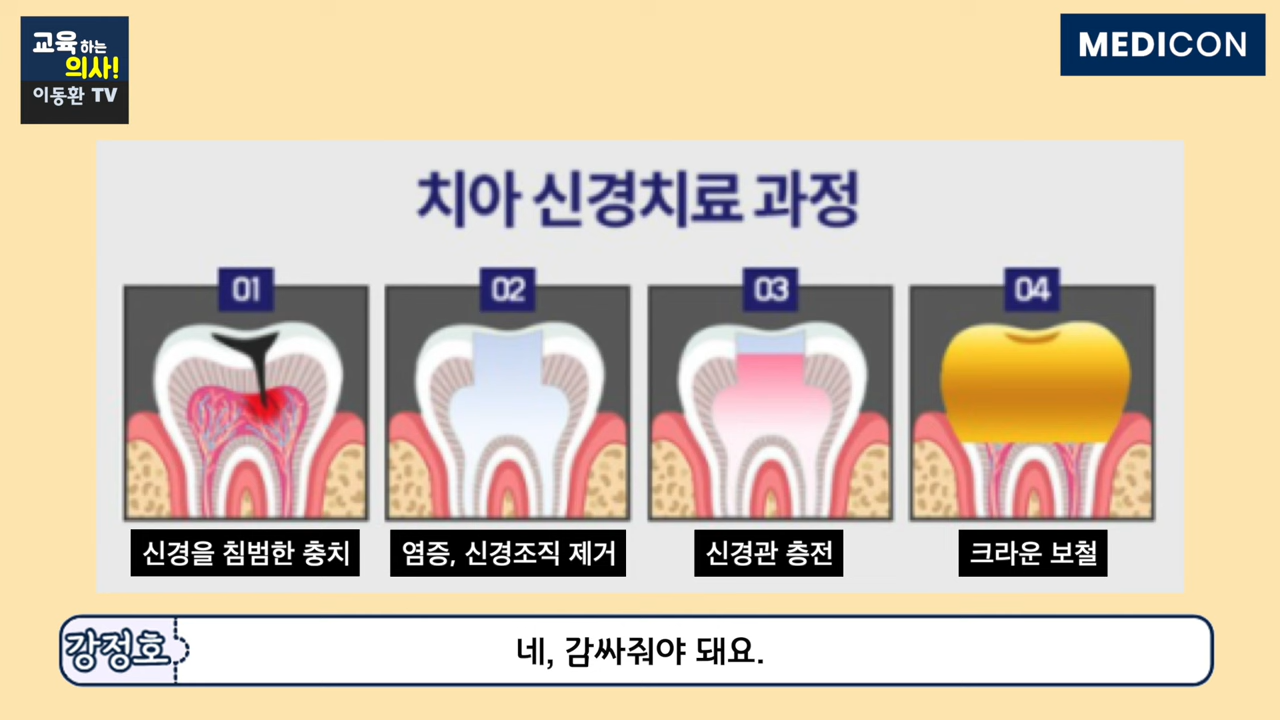 교육하는
의사!
이동환 TV
MEDICON
치아 신경치료 과정
01
02
03
04
신경을 침범한 충치
염증, 신경조직 제거
신경관 충전
크라운 보철
강정호
네, 감싸줘야 돼요.